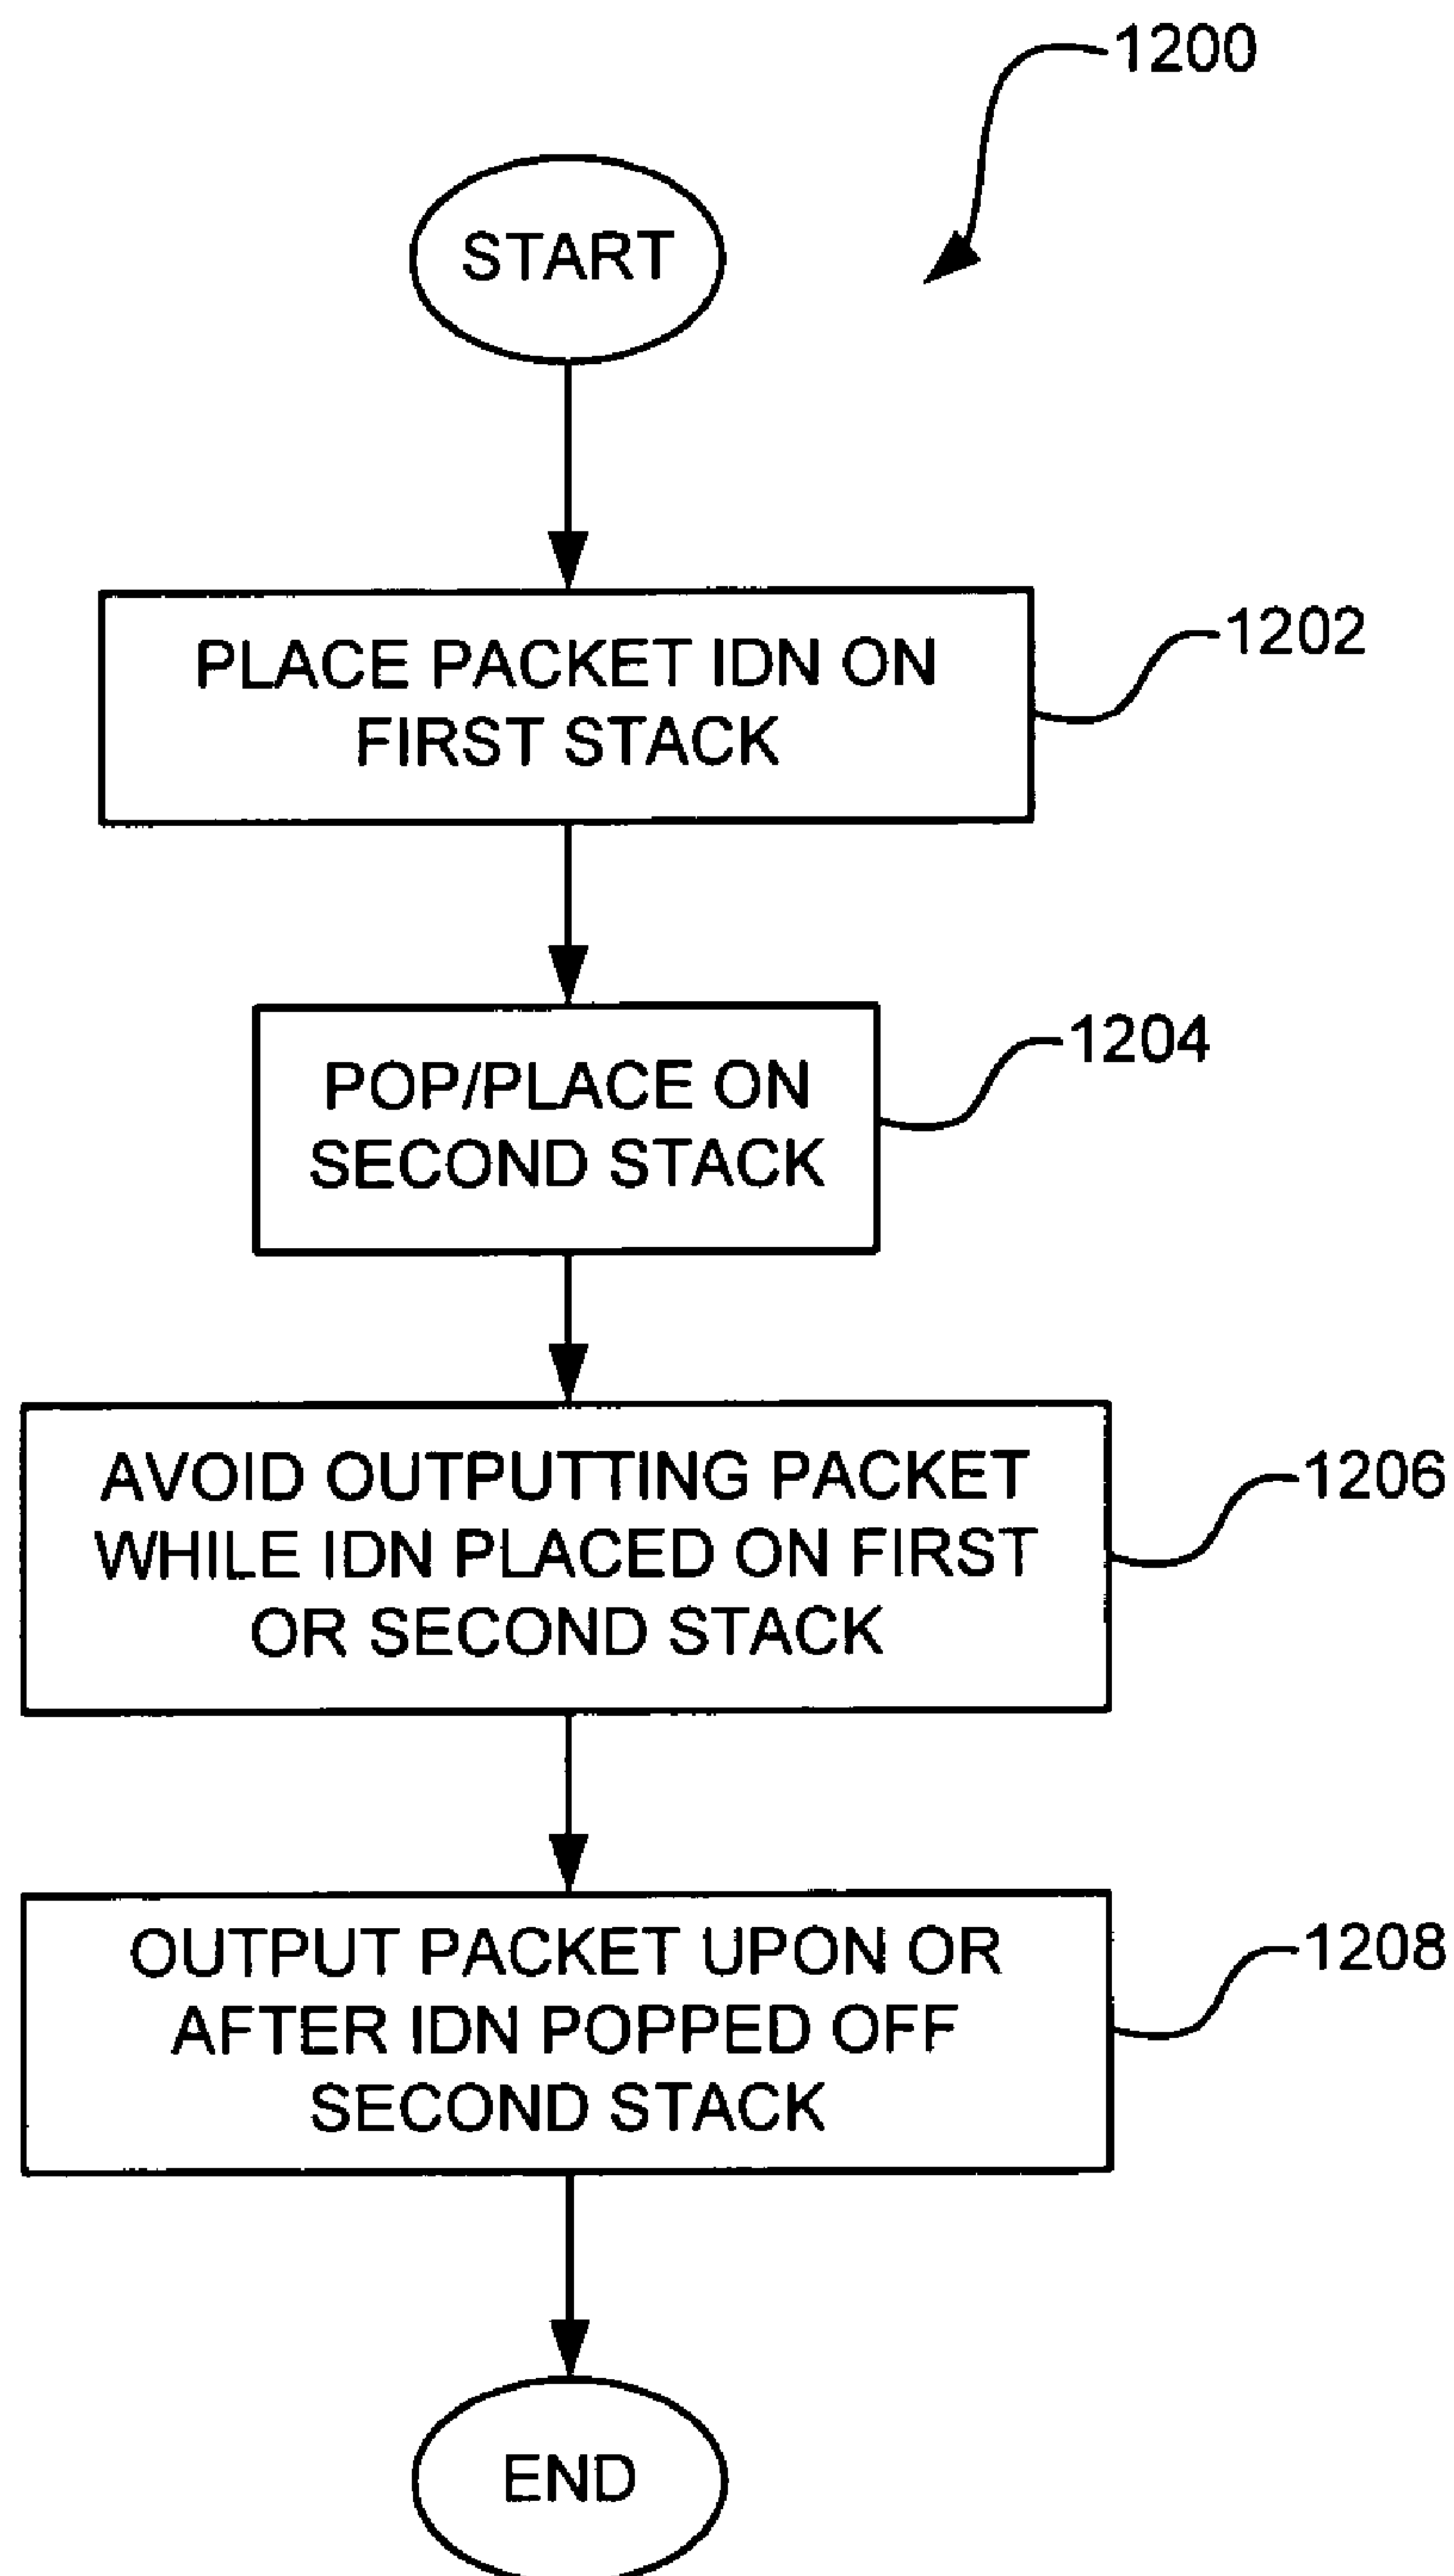 1200
START
PLACE PACKET IDN ON
FIRST STACK
1202
POP/PLACE ON
SECOND STACK
1204
AVOID OUTPUTTING PACKET
WHILE IDN PLACED ON FIRST
OR SECOND STACK
1206
OUTPUT PACKET UPON OR
AFTER IDN POPPED OFF
SECOND STACK
1208
END